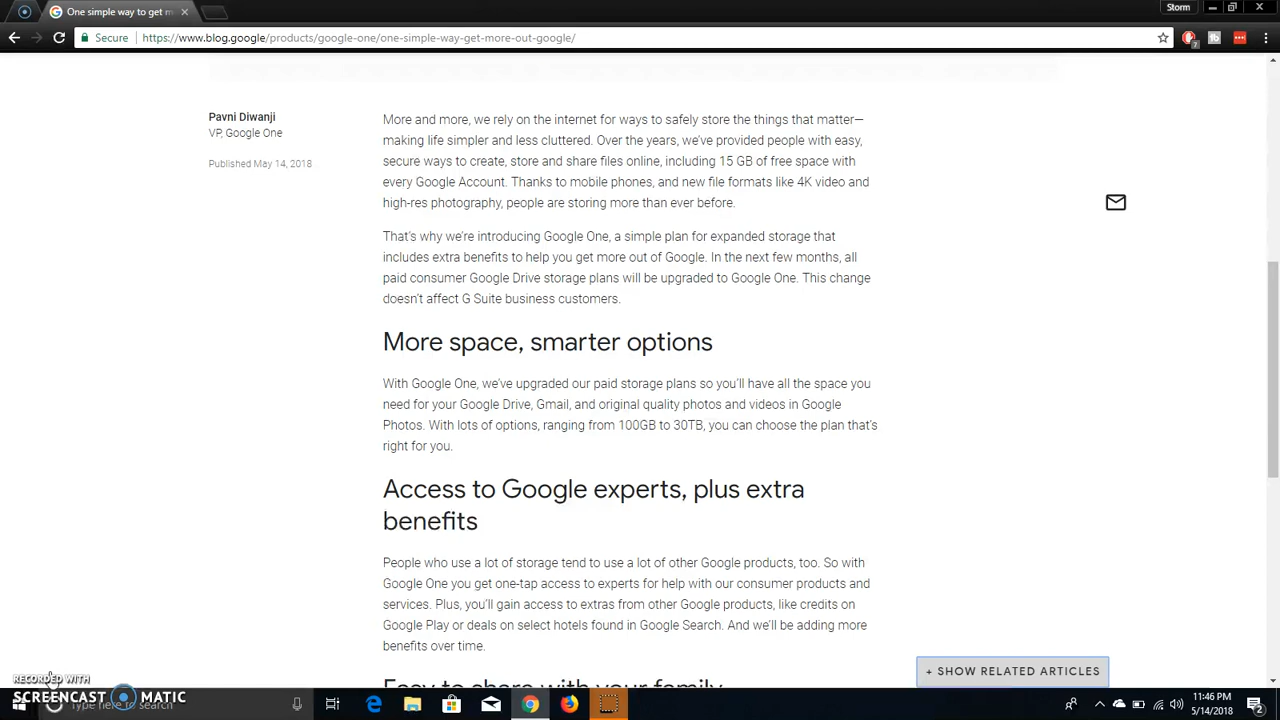 One simple way to get m
Storm
Secure
https://www.blog.google/products/google-one/one-simple-way-get-more-out-google/
7
Pavni Diwanji
VP, Google One
Published May 14, 2018
More and more, we rely on the internet for ways to safely store the things that matter—
making life simpler and less cluttered. Over the years, we've provided people with easy,
secure ways to create, store and share files online, including 15 GB of free space with
every Google Account. Thanks to mobile phones, and new file formats like 4K video and
high-res photography, people are storing more than ever before.
That's why we're introducing Google One, a simple plan for expanded storage that
includes extra benefits to help you get more out of Google. In the next few months, all
paid consumer Google Drive storage plans will be upgraded to Google One. This change
doesn't affect G Suite business customers.
More space, smarter options
With Google One, we've upgraded our paid storage plans so you'll have all the space you
need for your Google Drive, Gmail, and original quality photos and videos in Google
Photos. With lots of options, ranging from 100GB to 30TB, you can choose the plan that's
right for you.
Access to Google experts, plus extra
benefits
People who use a lot of storage tend to use a lot of other Google products, too. So with
Google One you get one-tap access to experts for help with our consumer products and
services. Plus, you'll gain access to extras from other Google products, like credits on
Google Play or deals on select hotels found in Google Search. And we'll be adding more
benefits over time.
Easy to share with your family
+ SHOW RELATED ARTICLES
RECORDED WITH
SCREENCAST MATIC
Type here to search
11:46 PM
5/14/2018
2